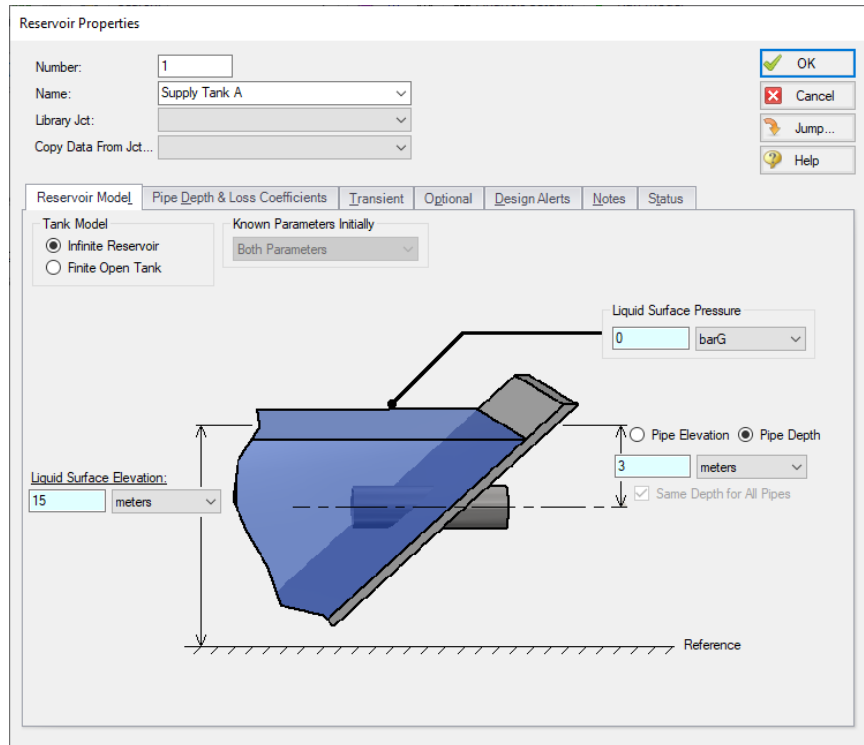 Reservoir Properties
Number: 1
Name: Supply Tank A
Library Jct:
Copy Data From Jct...
OK
Cancel
Jump...
Help
Reservoir Model Pipe Depth & Loss Coefficients Transient Optional Design Alerts Notes Status
Tank Model
Infinite Reservoir
Finite Open Tank
Known Parameters Initially
Both Parameters
Liquid Surface Pressure
0 barG
Pipe Elevation Pipe Depth
3 meters
Same Depth for All Pipes
Liquid Surface Elevation:
15 meters
Reference